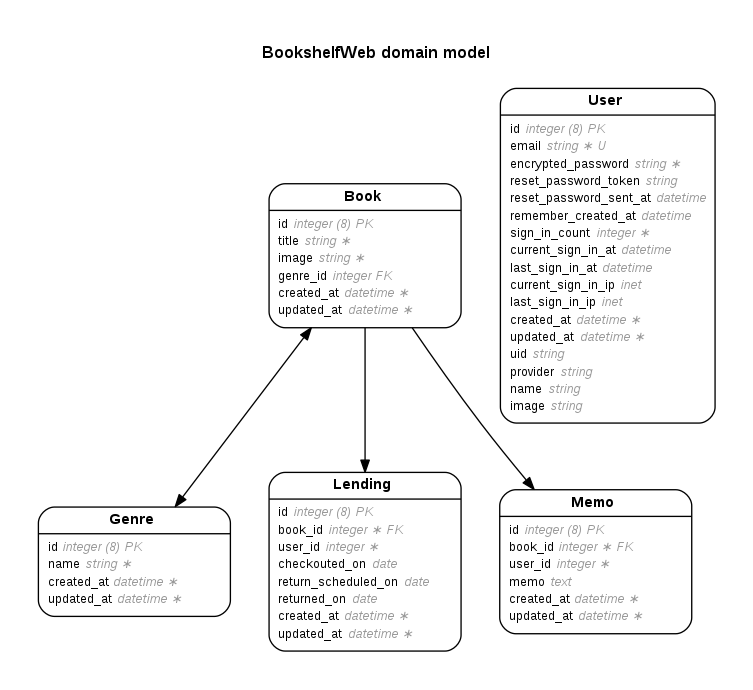 BookshelfWeb domain model
User
id integer (8) PK
email string ∗ U
encrypted_password string ∗
reset_password_token string
reset_password_sent_at datetime
remember_created_at datetime
sign_in_count integer ∗
current_sign_in_at datetime
last_sign_in_at datetime
current_sign_in_ip inet
last_sign_in_ip inet
created_at datetime ∗
updated_at datetime ∗
uid string
provider string
name string
image string
Book
id integer (8) PK
title string ∗
image string ∗
genre_id integer FK
created_at datetime ∗
updated_at datetime ∗
Genre
id integer (8) PK
name string ∗
created_at datetime ∗
updated_at datetime ∗
Lending
id integer (8) PK
book_id integer ∗ FK
user_id integer ∗
checkouted_on date
return_scheduled_on date
returned_on date
created_at datetime ∗
updated_at datetime ∗
Memo
id integer (8) PK
book_id integer ∗ FK
user_id integer ∗
memo text
created_at datetime ∗
updated_at datetime ∗